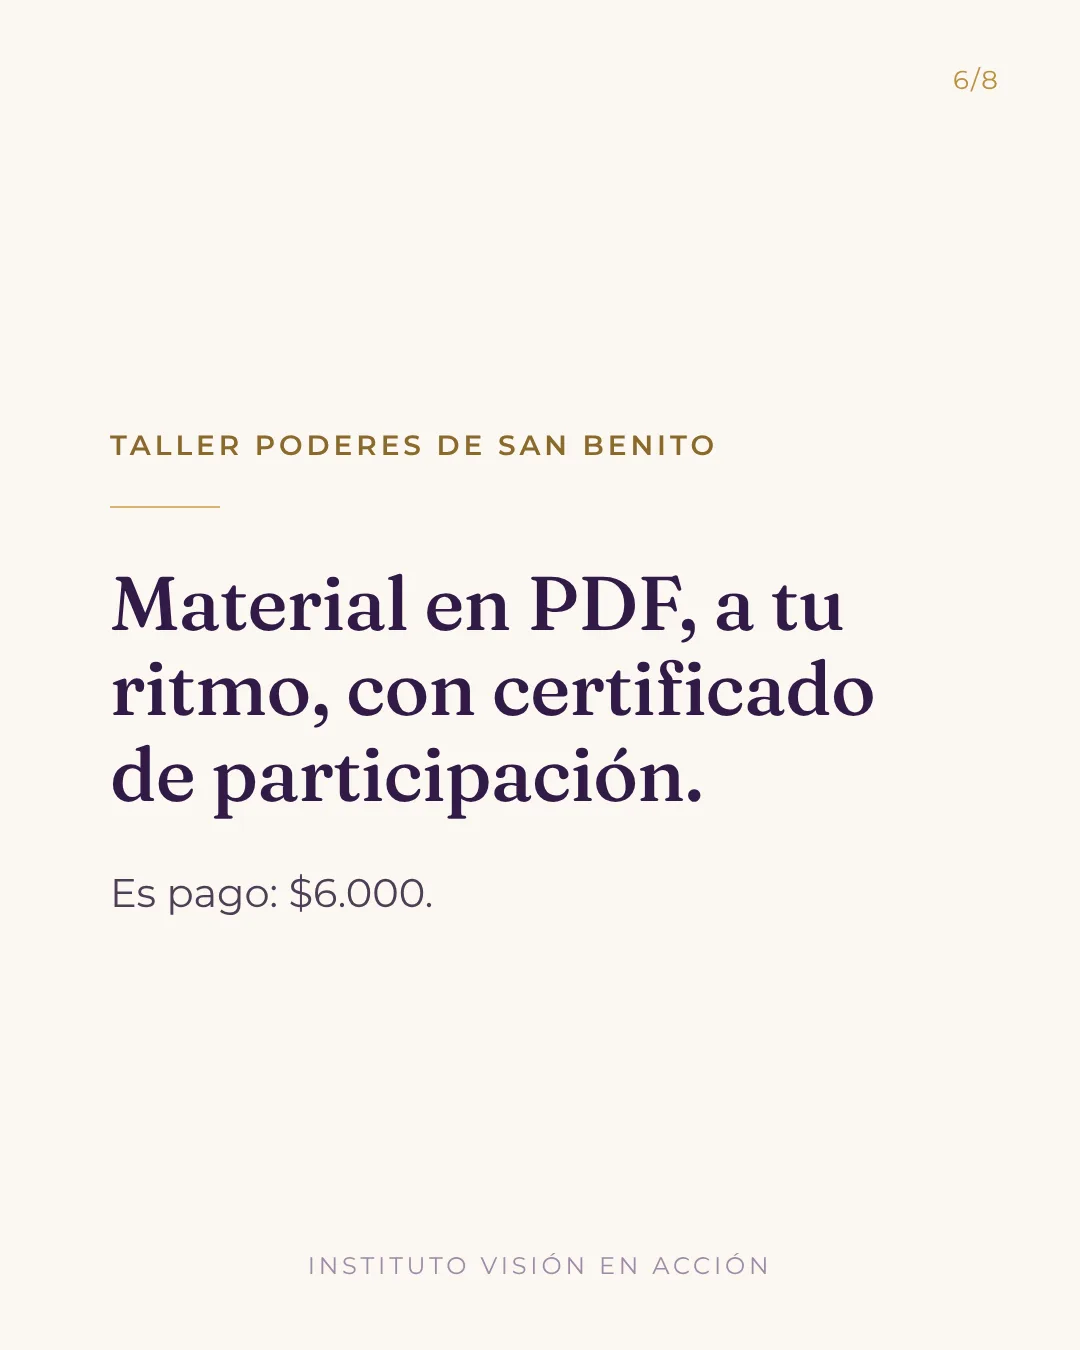 6/8
TALLER PODERES DE SAN BENITO
Material en PDF, a tu
ritmo, con certificado
de participación.
Es pago: $6.000.
INSTITUTO VISIÓN EN ACCIÓN